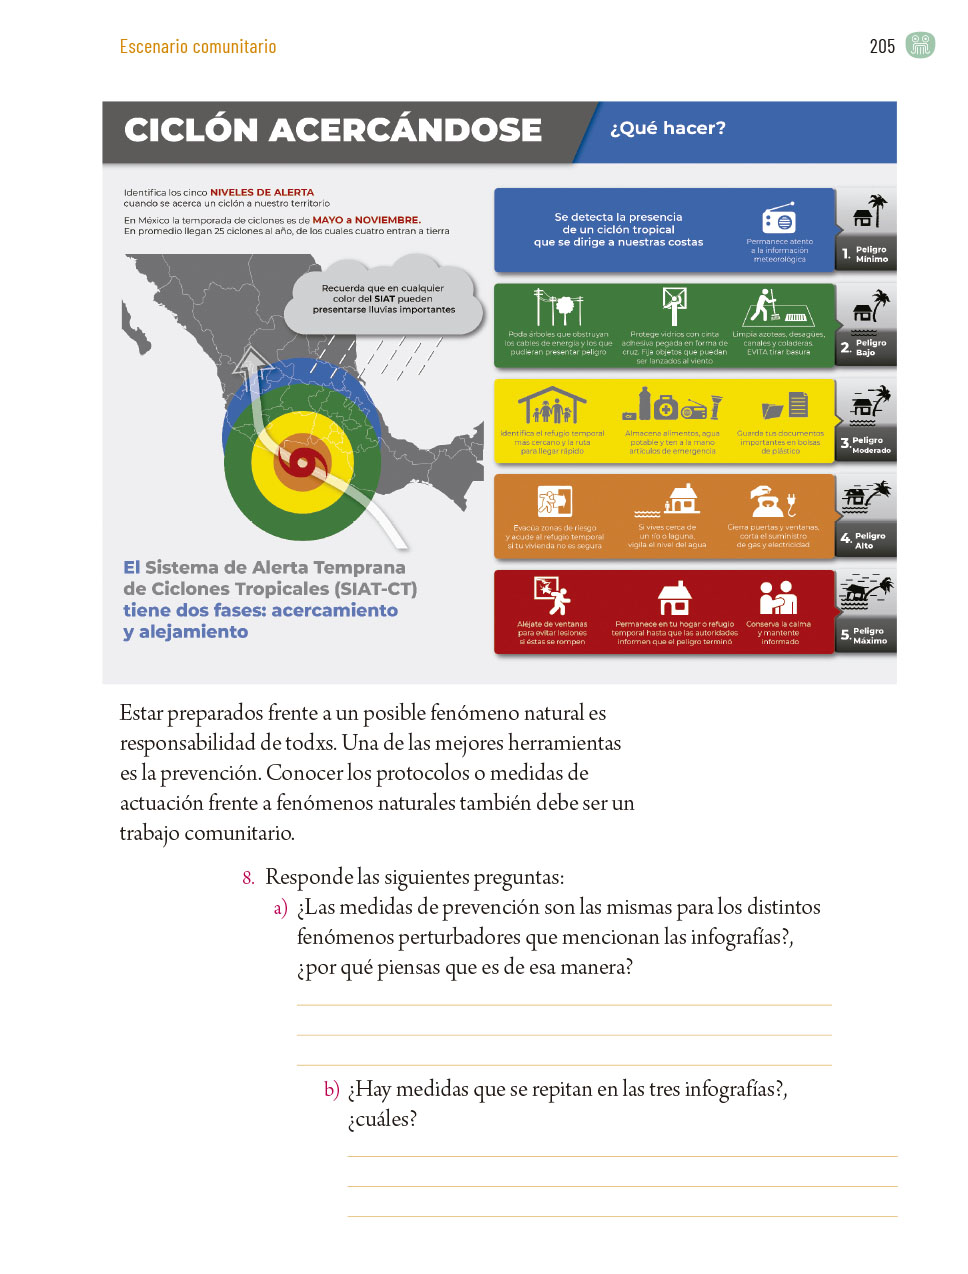 Escenario comunitario
205
CICLÓN ACERCÁNDOSE
¿Qué hacer?
Identifica los cinco NIVELES DE ALERTA
cuando se acerca un ciclón a nuestro territorio
En México la temporada de ciclones es de MAYO a NOVIEMBRE.
En promedio llegan 25 ciclones al año, de los cuales cuatro entran a tierra
Recuerda que en cualquier
color del SIAT pueden
presentarse lluvias importantes
El Sistema de Alerta Temprana
de Ciclones Tropicales (SIAT-CT)
tiene dos fases: acercamiento
y alejamiento
Se detecta la presencia
de un ciclón tropical
que se dirige a nuestras costas
Permanece atento
a la información
meteorológica
1. Peligro
Mínimo
Poda árboles que obstruyan
los cables de energía y los que
pudieran presentar peligro
Protege vidrios con cinta
adhesiva pegada en forma de
cruz. Fija objetos que puedan
ser lanzados al viento
Limpia azoteas, desagües,
canales y coladeras.
EVITA tirar basura
2. Peligro
Bajo
Identifica el refugio temporal
más cercano y la ruta
para llegar rápido
Almacena alimentos, agua
potable y ten a la mano
artículos de emergencia
Guarda tus documentos
importantes en bolsas
de plástico
3. Peligro
Moderado
Evacúa zonas de riesgo
y acude al refugio temporal
si tu vivienda no es segura
Si vives cerca de
un río o laguna,
vigila el nivel del agua
Cierra puertas y ventanas,
corta el suministro
de gas y electricidad
4. Peligro
Alto
Aléjate de ventanas
para evitar lesiones
si éstas se rompen
Permanece en tu hogar o refugio
temporal hasta que las autoridades
informen que el peligro terminó
Conserva la calma
y mantente
informado
5. Peligro
Máximo
Estar preparados frente a un posible fenómeno natural es
responsabilidad de todxs. Una de las mejores herramientas
es la prevención. Conocer los protocolos o medidas de
actuación frente a fenómenos naturales también debe ser un
trabajo comunitario.
8. Responde las siguientes preguntas:
a) ¿Las medidas de prevención son las mismas para los distintos
fenómenos perturbadores que mencionan las infografías?,
¿por qué piensas que es de esa manera?
b) ¿Hay medidas que se repitan en las tres infografías?,
¿cuáles?